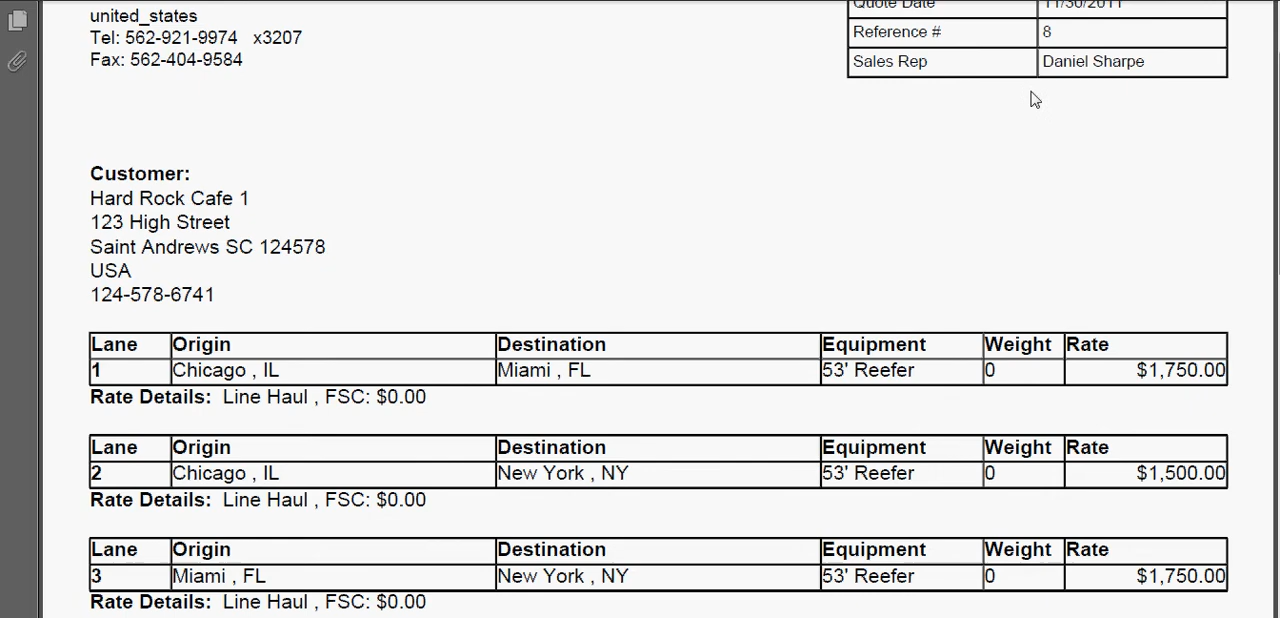 united_states
Tel: 562-921-9974 x3207
Fax: 562-404-9584
Quote Date 11/30/2011
Reference # 8
Sales Rep Daniel Sharpe
Customer:
Hard Rock Cafe 1
123 High Street
Saint Andrews SC 124578
USA
124-578-6741
Lane Origin Destination Equipment Weight Rate
1 Chicago , IL Miami , FL 53' Reefer 0 $1,750.00
Rate Details: Line Haul , FSC: $0.00
Lane Origin Destination Equipment Weight Rate
2 Chicago , IL New York , NY 53' Reefer 0 $1,500.00
Rate Details: Line Haul , FSC: $0.00
Lane Origin Destination Equipment Weight Rate
3 Miami , FL New York , NY 53' Reefer 0 $1,750.00
Rate Details: Line Haul , FSC: $0.00